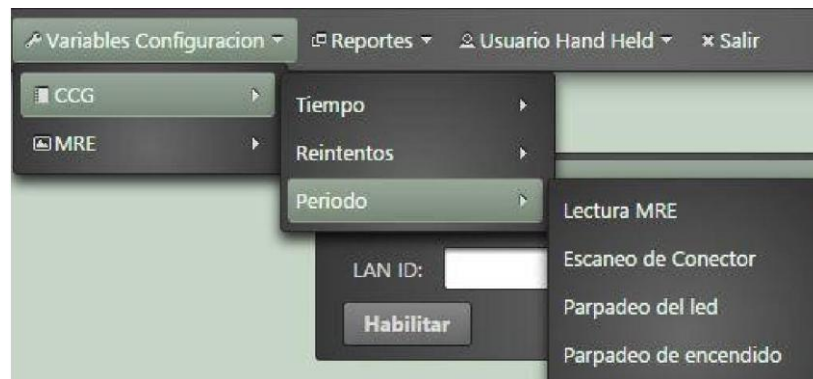 Variables Configuracion Reportes Usuario Hand Held Salir
CCG
MRE
Tiempo
Reintentos
Periodo
Lectura MRE
Escaneo de Conector
Parpadeo del led
Parpadeo de encendido
LAN ID:
Habilitar